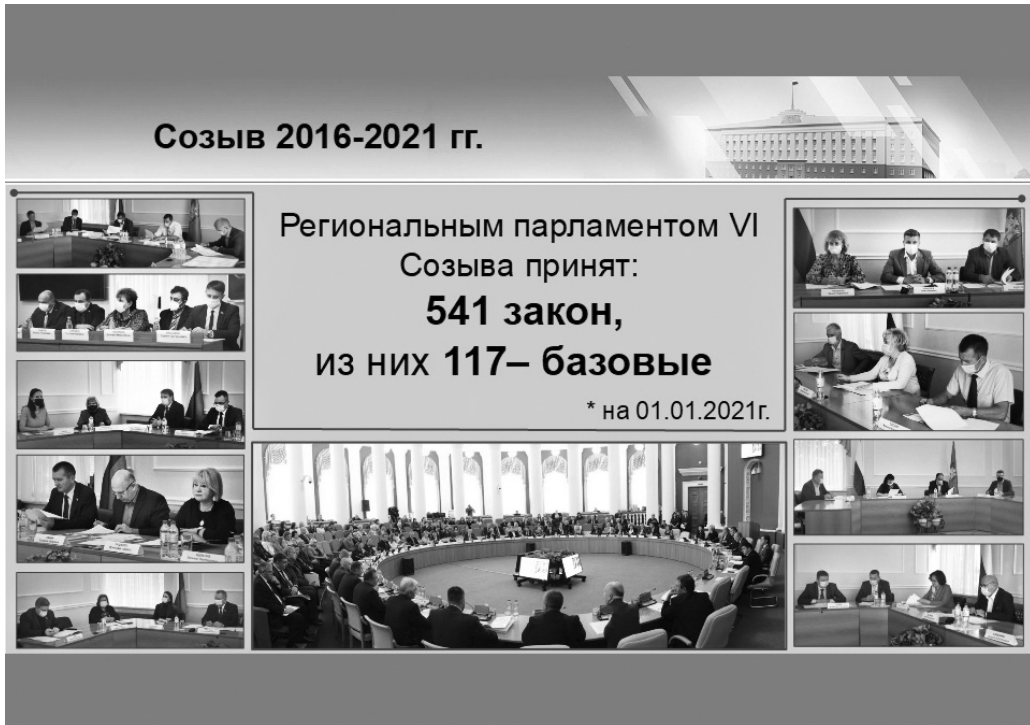 Созыв 2016-2021 гг.
Региональным парламентом VI
Созыва принят:
541 закон,
из них 117– базовые
* на 01.01.2021г.